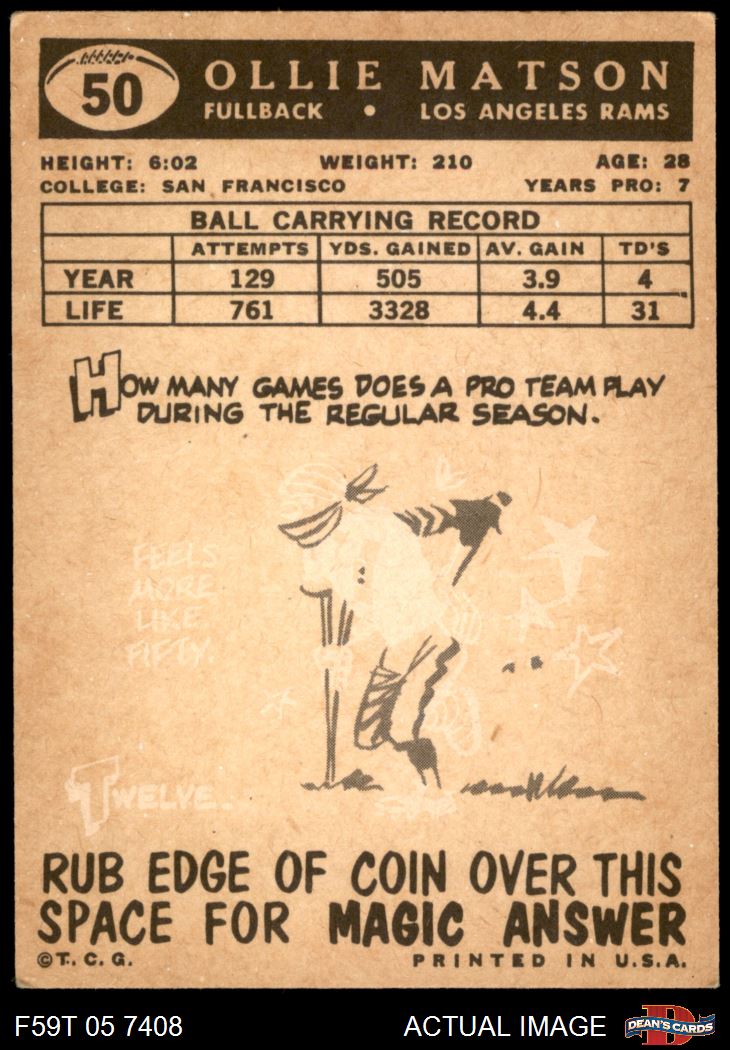 50
OLLIE MATSON
FULLBACK • LOS ANGELES RAMS
HEIGHT: 6:02 WEIGHT: 210 AGE: 28
COLLEGE: SAN FRANCISCO YEARS PRO: 7
BALL CARRYING RECORD
ATTEMPTS YDS. GAINED AV. GAIN TD'S
YEAR 129 505 3.9 4
LIFE 761 3328 4.4 31
HOW MANY GAMES DOES A PRO TEAM PLAY
DURING THE REGULAR SEASON.
FEELS
MORE
LIKE
FIFTY.
TWELVE..
RUB EDGE OF COIN OVER THIS
SPACE FOR MAGIC ANSWER
©T.C.G. PRINTED IN U.S.A.
F59T 05 7408 ACTUAL IMAGE D DEAN'S CARDS